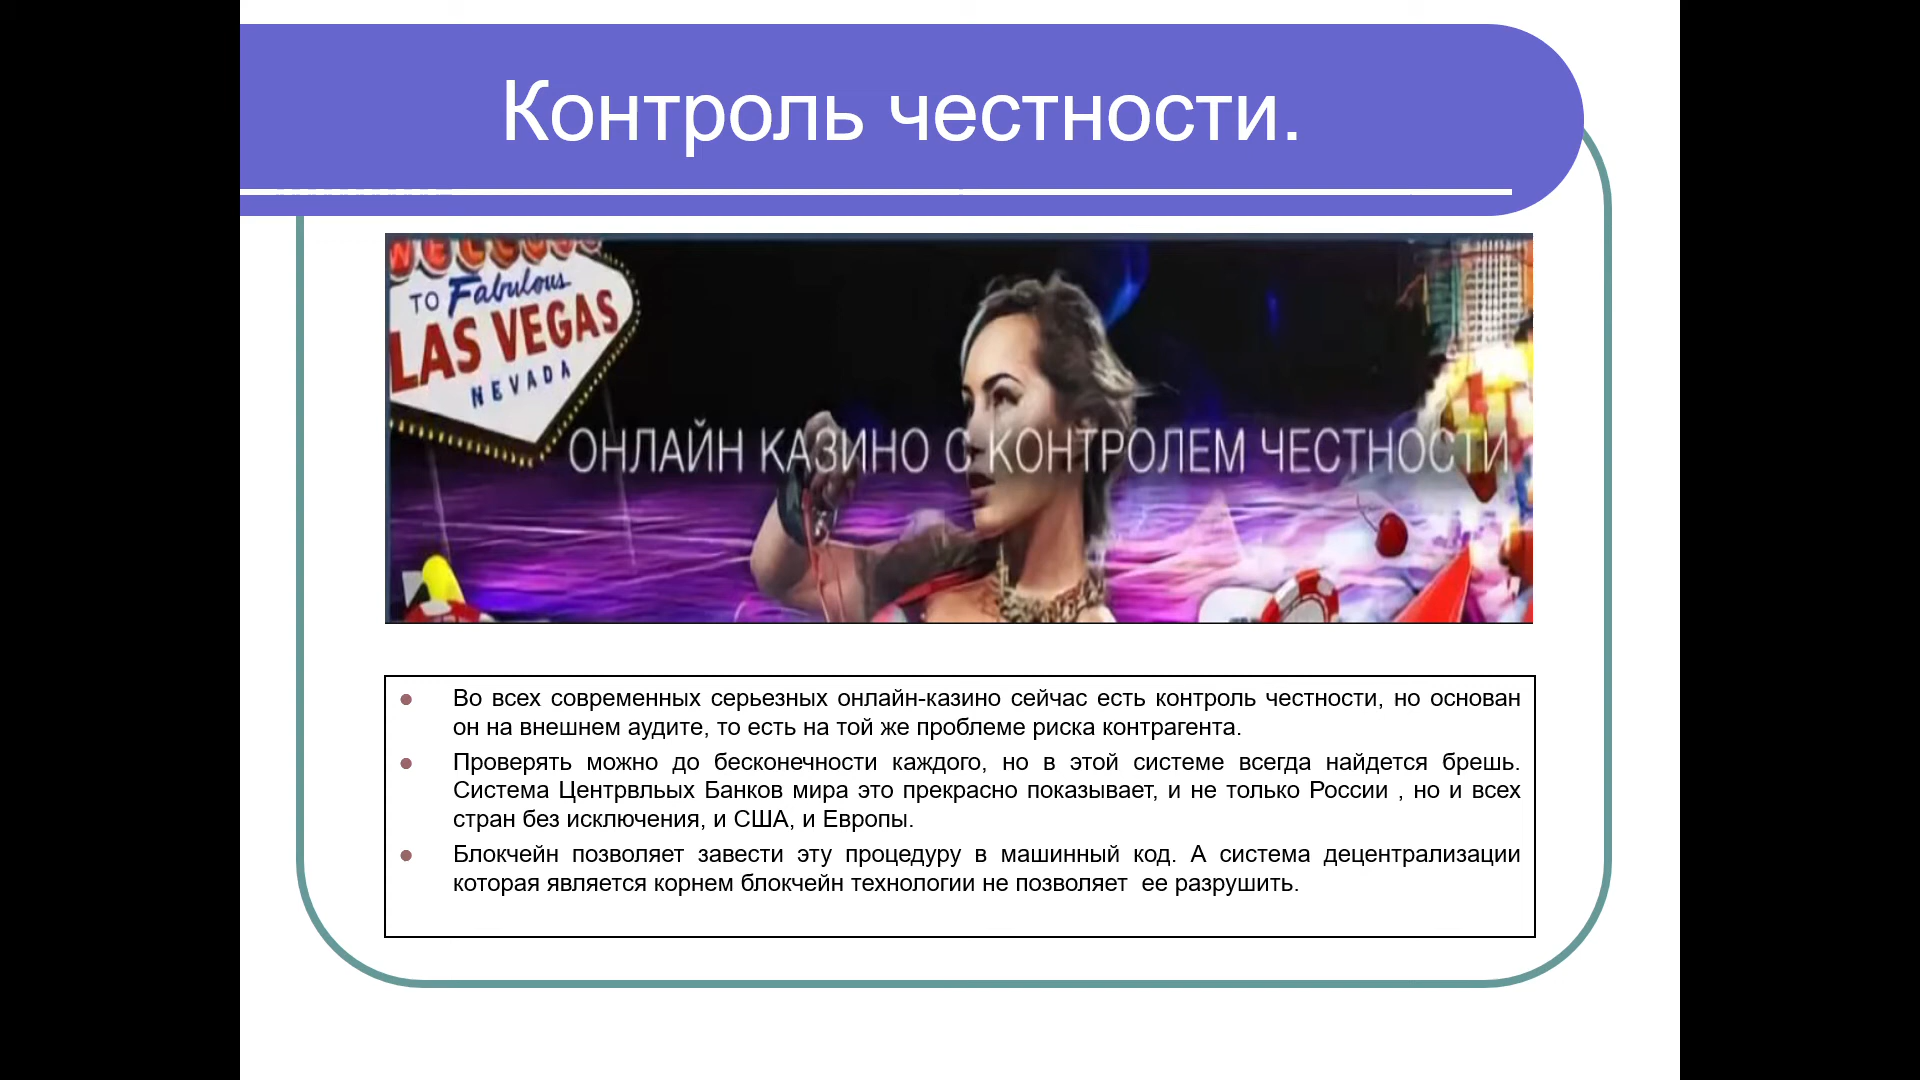 Контроль честности.
WELCOME
TO Fabulous
LAS VEGAS
NEVADA
ОНЛАЙН КАЗИНО С КОНТРОЛЕМ ЧЕСТНОСТИ
Во всех современных серьезных онлайн-казино сейчас есть контроль честности, но основан
он на внешнем аудите, то есть на той же проблеме риска контрагента.
Проверять можно до бесконечности каждого, но в этой системе всегда найдется брешь.
Система Центрвльых Банков мира это прекрасно показывает, и не только России , но и всех
стран без исключения, и США, и Европы.
Блокчейн позволяет завести эту процедуру в машинный код. А система децентрализации
которая является корнем блокчейн технологии не позволяет  ее разрушить.